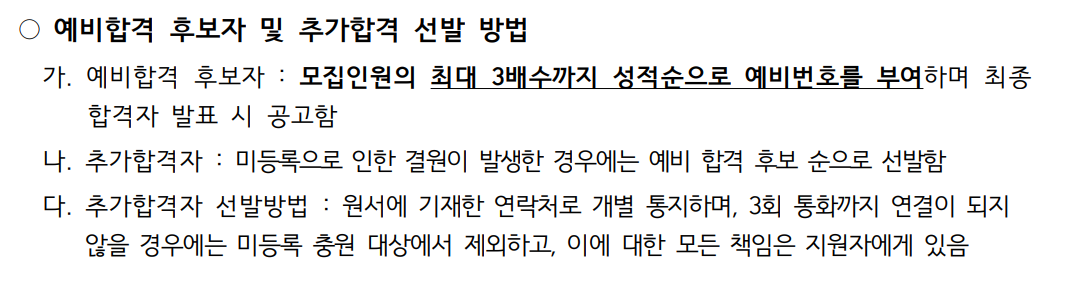 ○ 예비합격 후보자 및 추가합격 선발 방법
가. 예비합격 후보자 : 모집인원의 최대 3배수까지 성적순으로 예비번호를 부여하며 최종
합격자 발표 시 공고함
나. 추가합격자 : 미등록으로 인한 결원이 발생한 경우에는 예비 합격 후보 순으로 선발함
다. 추가합격자 선발방법 : 원서에 기재한 연락처로 개별 통지하며, 3회 통화까지 연결이 되지
않을 경우에는 미등록 충원 대상에서 제외하고, 이에 대한 모든 책임은 지원자에게 있음